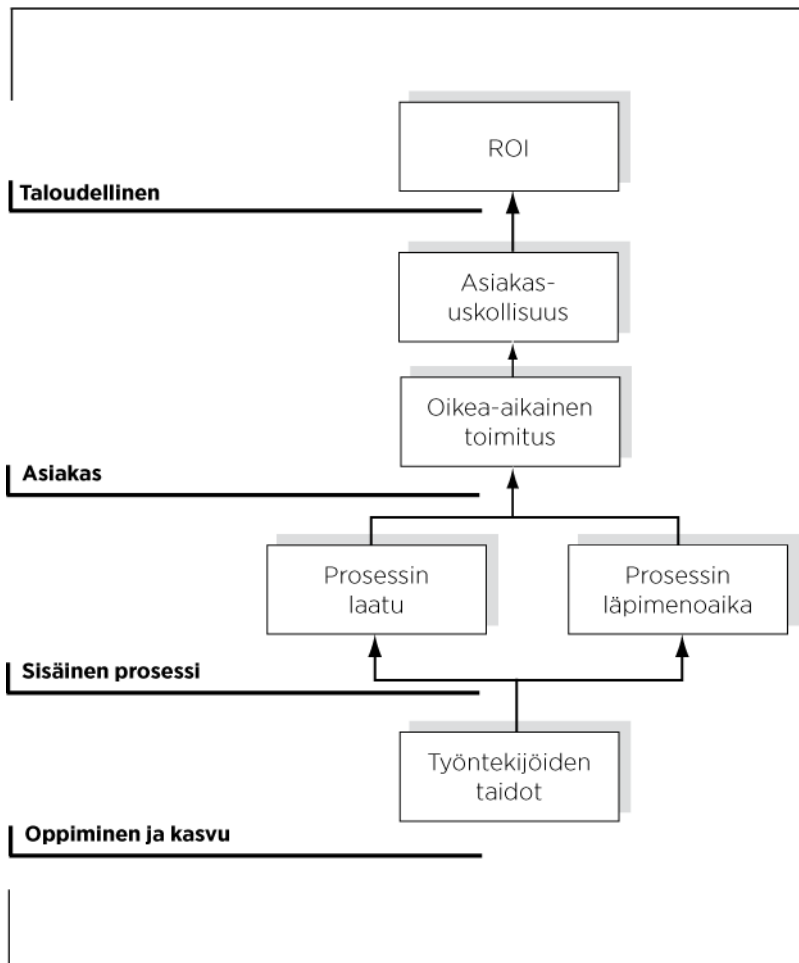 ROI
Taloudellinen
Asiakas-
uskollisuus
Oikea-aikainen
toimitus
Asiakas
Prosessin
laatu
Prosessin
läpimenoaika
Sisäinen prosessi
Työntekijöiden
taidot
Oppiminen ja kasvu